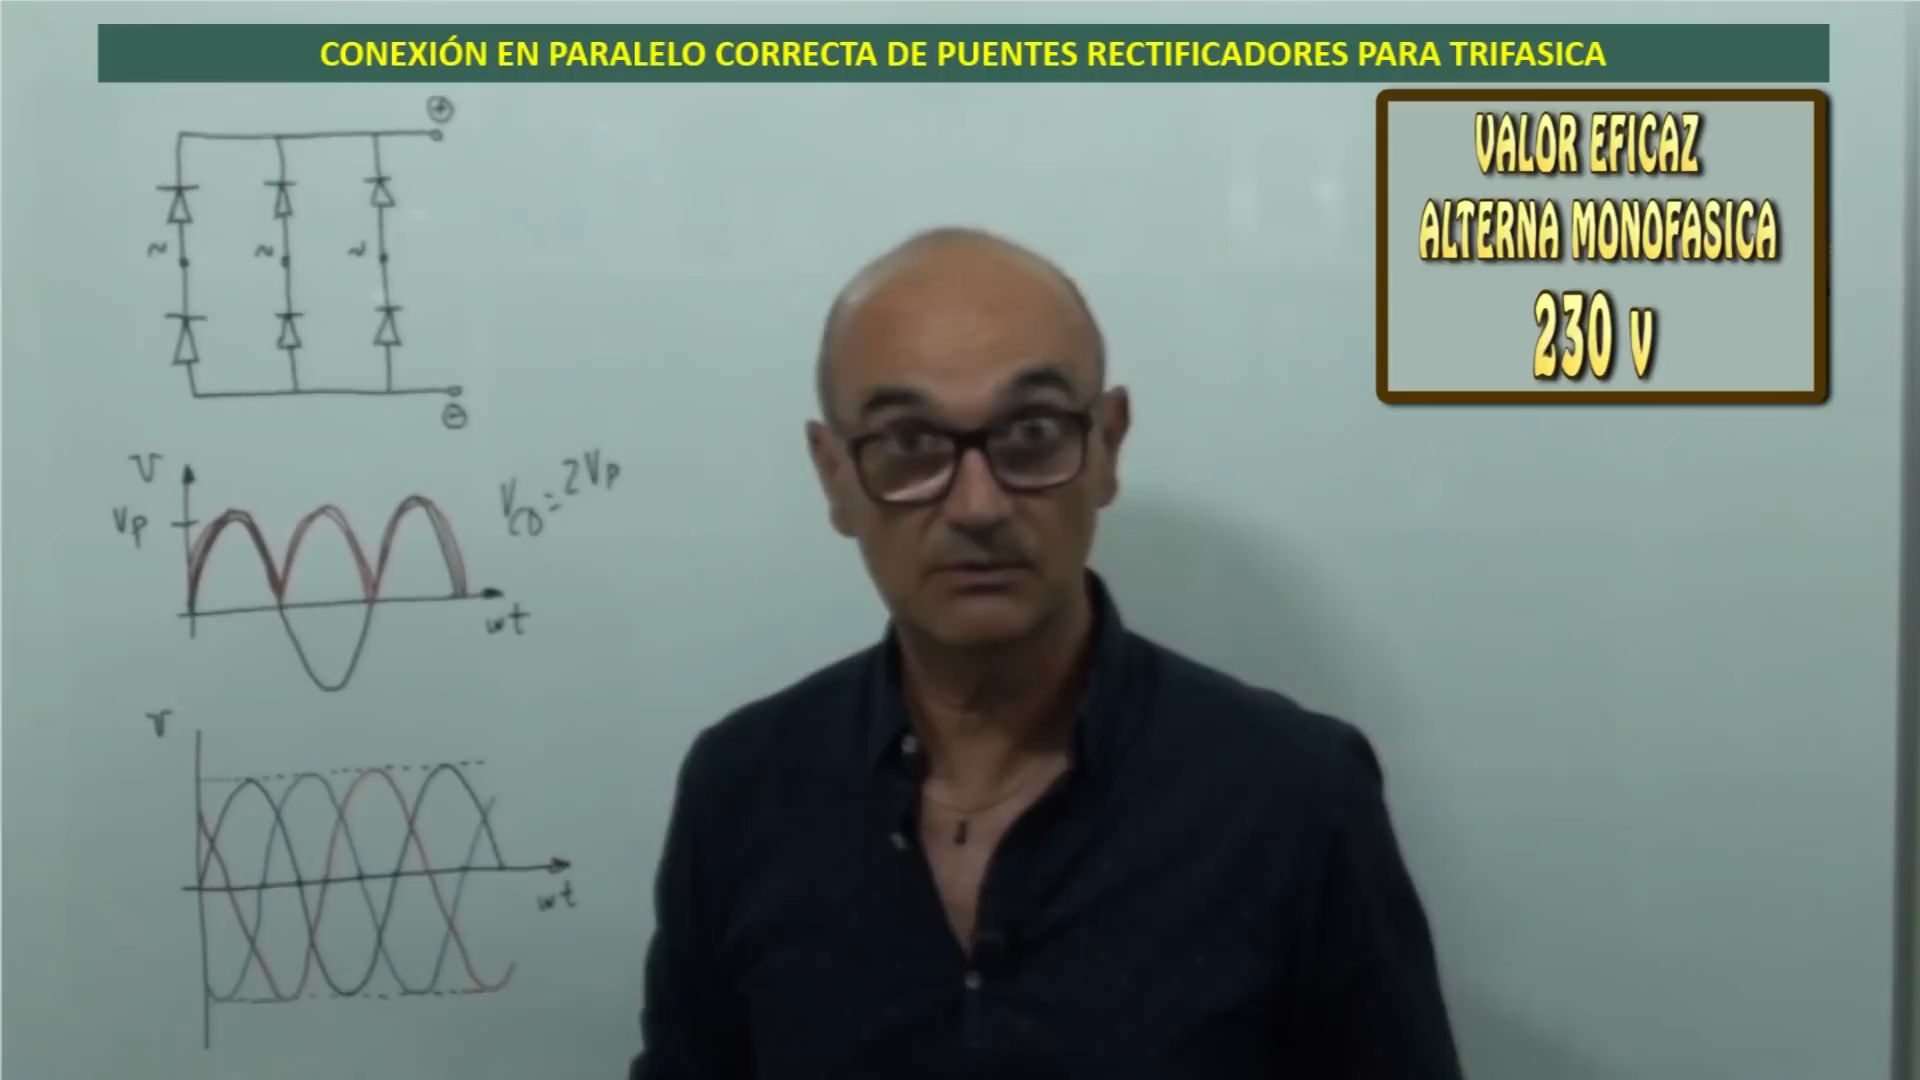 CONEXIÓN EN PARALELO CORRECTA DE PUENTES RECTIFICADORES PARA TRIFASICA
VALOR EFICAZ
ALTERNA MONOFASICA
230 v
+
~ ~ ~
-
V
Vp
VCD = 2Vp
wt
V
wt